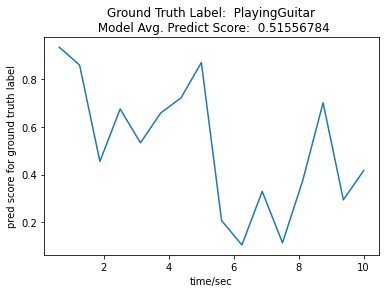 Ground Truth Label:  PlayingGuitar
Model Avg. Predict Score:  0.51556784
pred score for ground truth label
0.8
0.6
0.4
0.2
2
4
6
8
10
time/sec